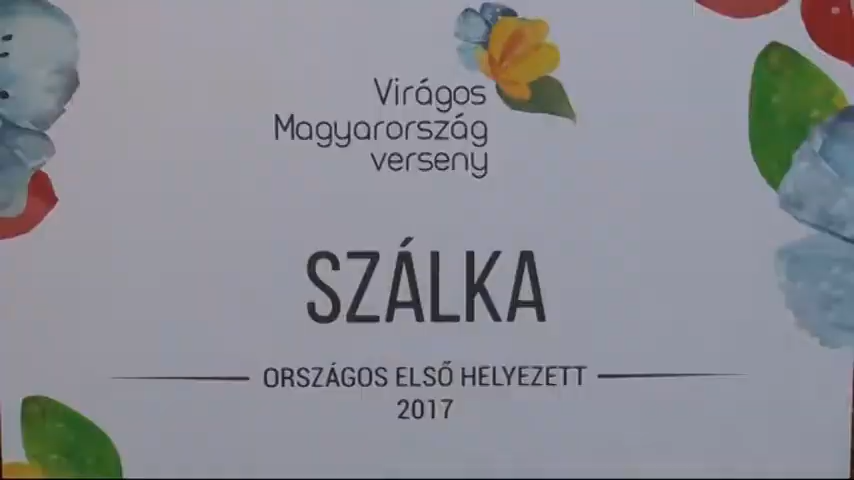 Virágos
Magyarország
verseny
SZÁLKA
ORSZÁGOS ELSŐ HELYEZETT
2017